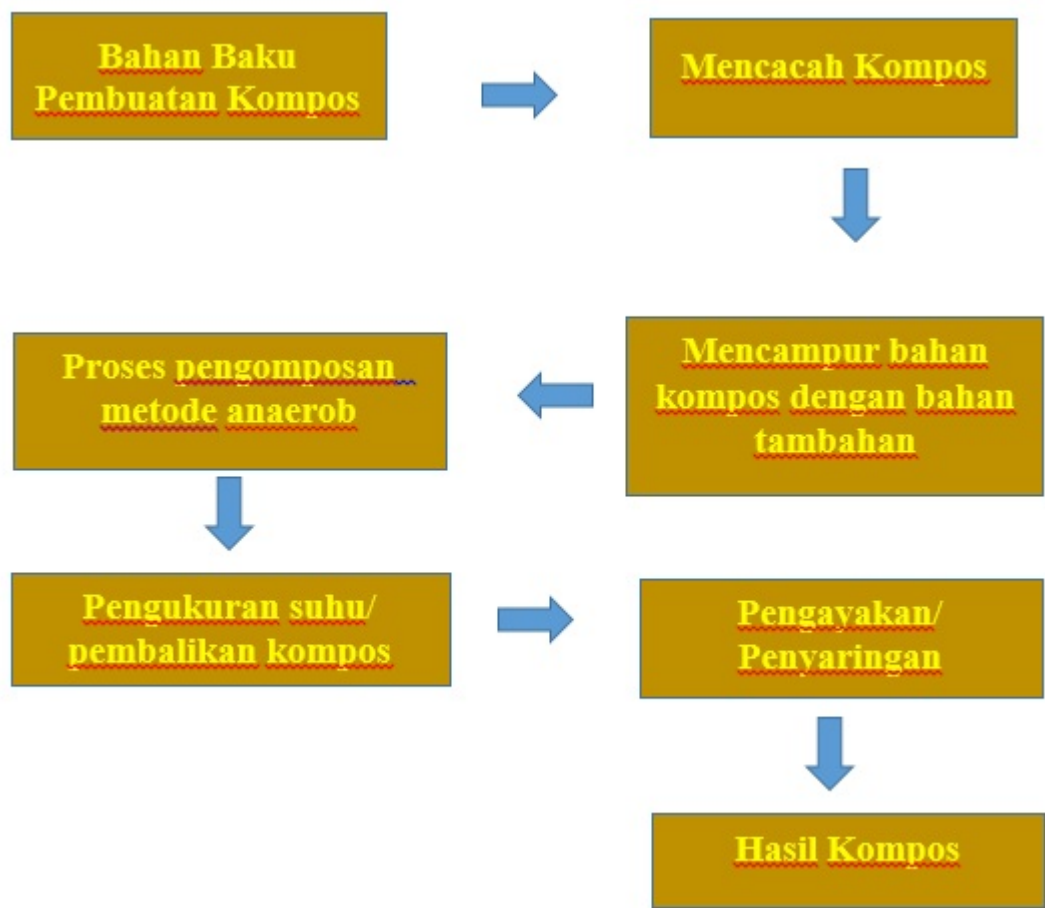 Bahan Baku
Pembuatan Kompos
Mencacah Kompos
Mencampur bahan
kompos dengan bahan
tambahan
Proses pengomposan
metode anaerob
Pengukuran suhu/
pembalikan kompos
Pengayakan/
Penyaringan
Hasil Kompos